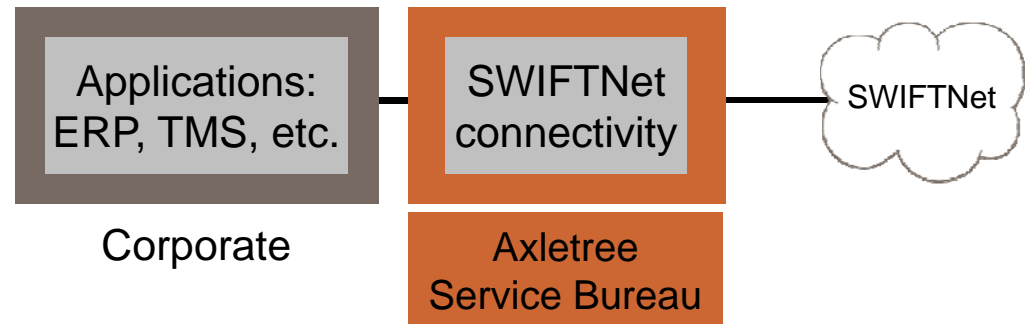 Applications:
ERP, TMS, etc.
SWIFTNet
connectivity
SWIFTNet
Corporate
Axletree
Service Bureau